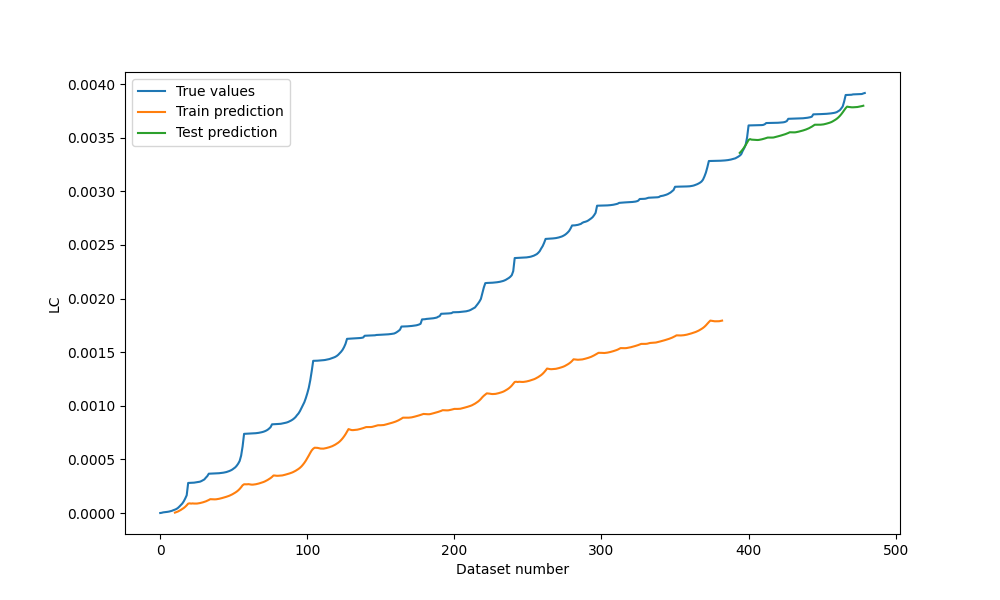 True values
Train prediction
Test prediction
0.0040
0.0035
0.0030
0.0025
0.0020
0.0015
0.0010
0.0005
0.0000
LC
0 100 200 300 400 500
Dataset number